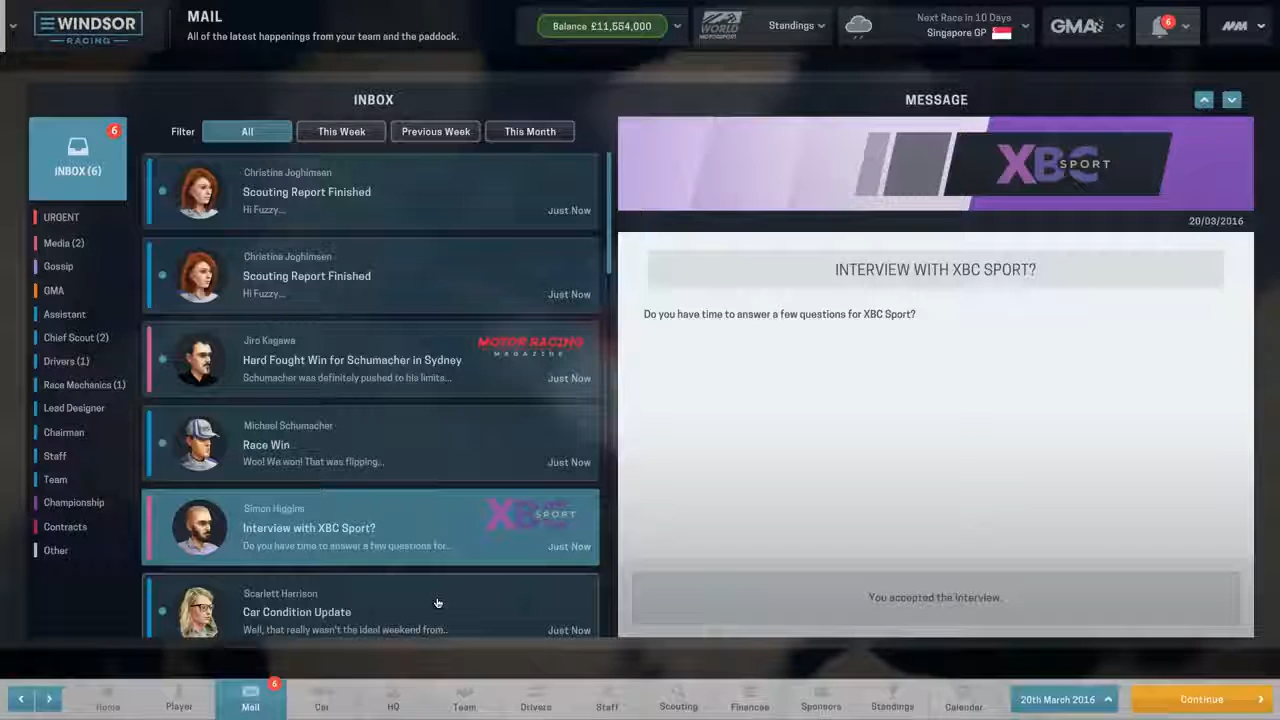 WINDSOR
RACING
MAIL
All of the latest happenings from your team and the paddock.
Balance £11,554,000
WORLD
MOTORSPORT
Standings
Next Race in 10 Days
Singapore GP
GMA
6
INBOX
MESSAGE
6
INBOX (6)
Filter
All
This Week
Previous Week
This Month
URGENT
Media (2)
Gossip
GMA
Assistant
Chief Scout (2)
Drivers (1)
Race Mechanics (1)
Lead Designer
Chairman
Staff
Team
Championship
Contracts
Other
Christina Joghimsen
Scouting Report Finished
Hi Fuzzy...
Just Now
Christina Joghimsen
Scouting Report Finished
Hi Fuzzy...
Just Now
Jiro Kagawa
MOTOR RACING
MAGAZINE
Hard Fought Win for Schumacher in Sydney
Schumacher was definitely pushed to his limits...
Just Now
Michael Schumacher
Race Win
Woo! We won! That was flipping...
Just Now
Simon Higgins
XBC SPORT
Interview with XBC Sport?
Do you have time to answer a few questions for...
Just Now
Scarlett Harrison
Car Condition Update
Well, that really wasn't the ideal weekend from...
Just Now
XBC SPORT
20/03/2016
INTERVIEW WITH XBC SPORT?
Do you have time to answer a few questions for XBC Sport?
You accepted the interview.
Home
Player
6
Mail
Car
HQ
Team
Drivers
Staff
Scouting
Finances
Sponsors
Standings
Calendar
20th March 2016
Continue